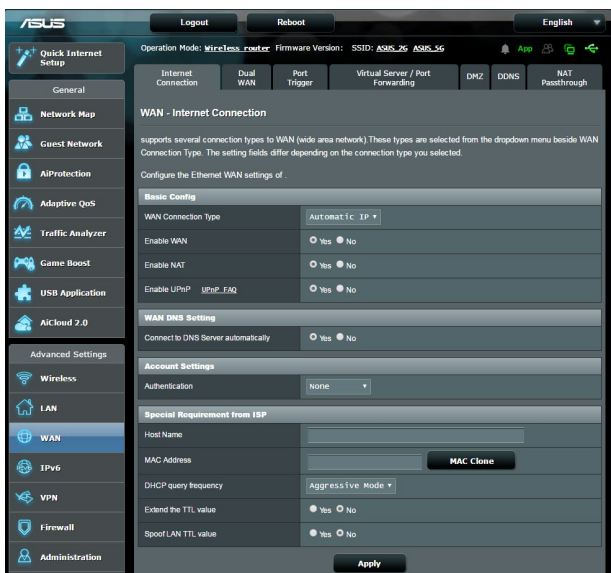 ASUS
Logout
Reboot
English
Quick Internet
Setup
Operation Mode: Wireless router Firmware Version: SSID: ASUS_2G ASUS_5G
App
Internet
Connection
Dual
WAN
Port
Trigger
Virtual Server / Port
Forwarding
DMZ
DDNS
NAT
Passthrough
General
Network Map
Guest Network
AiProtection
Adaptive QoS
Traffic Analyzer
Game Boost
USB Application
AiCloud 2.0
Advanced Settings
Wireless
LAN
WAN
IPv6
VPN
Firewall
Administration
WAN - Internet Connection
supports several connection types to WAN (wide area network).These types are selected from the dropdown menu beside WAN
Connection Type. The setting fields differ depending on the connection type you selected.
Configure the Ethernet WAN settings of .
Basic Config
WAN Connection Type Automatic IP
Enable WAN Yes No
Enable NAT Yes No
Enable UPnP UPnP FAQ Yes No
WAN DNS Setting
Connect to DNS Server automatically Yes No
Account Settings
Authentication None
Special Requirement from ISP
Host Name
MAC Address MAC Clone
DHCP query frequency Aggressive Mode
Extend the TTL value Yes No
Spoof LAN TTL value Yes No
Apply